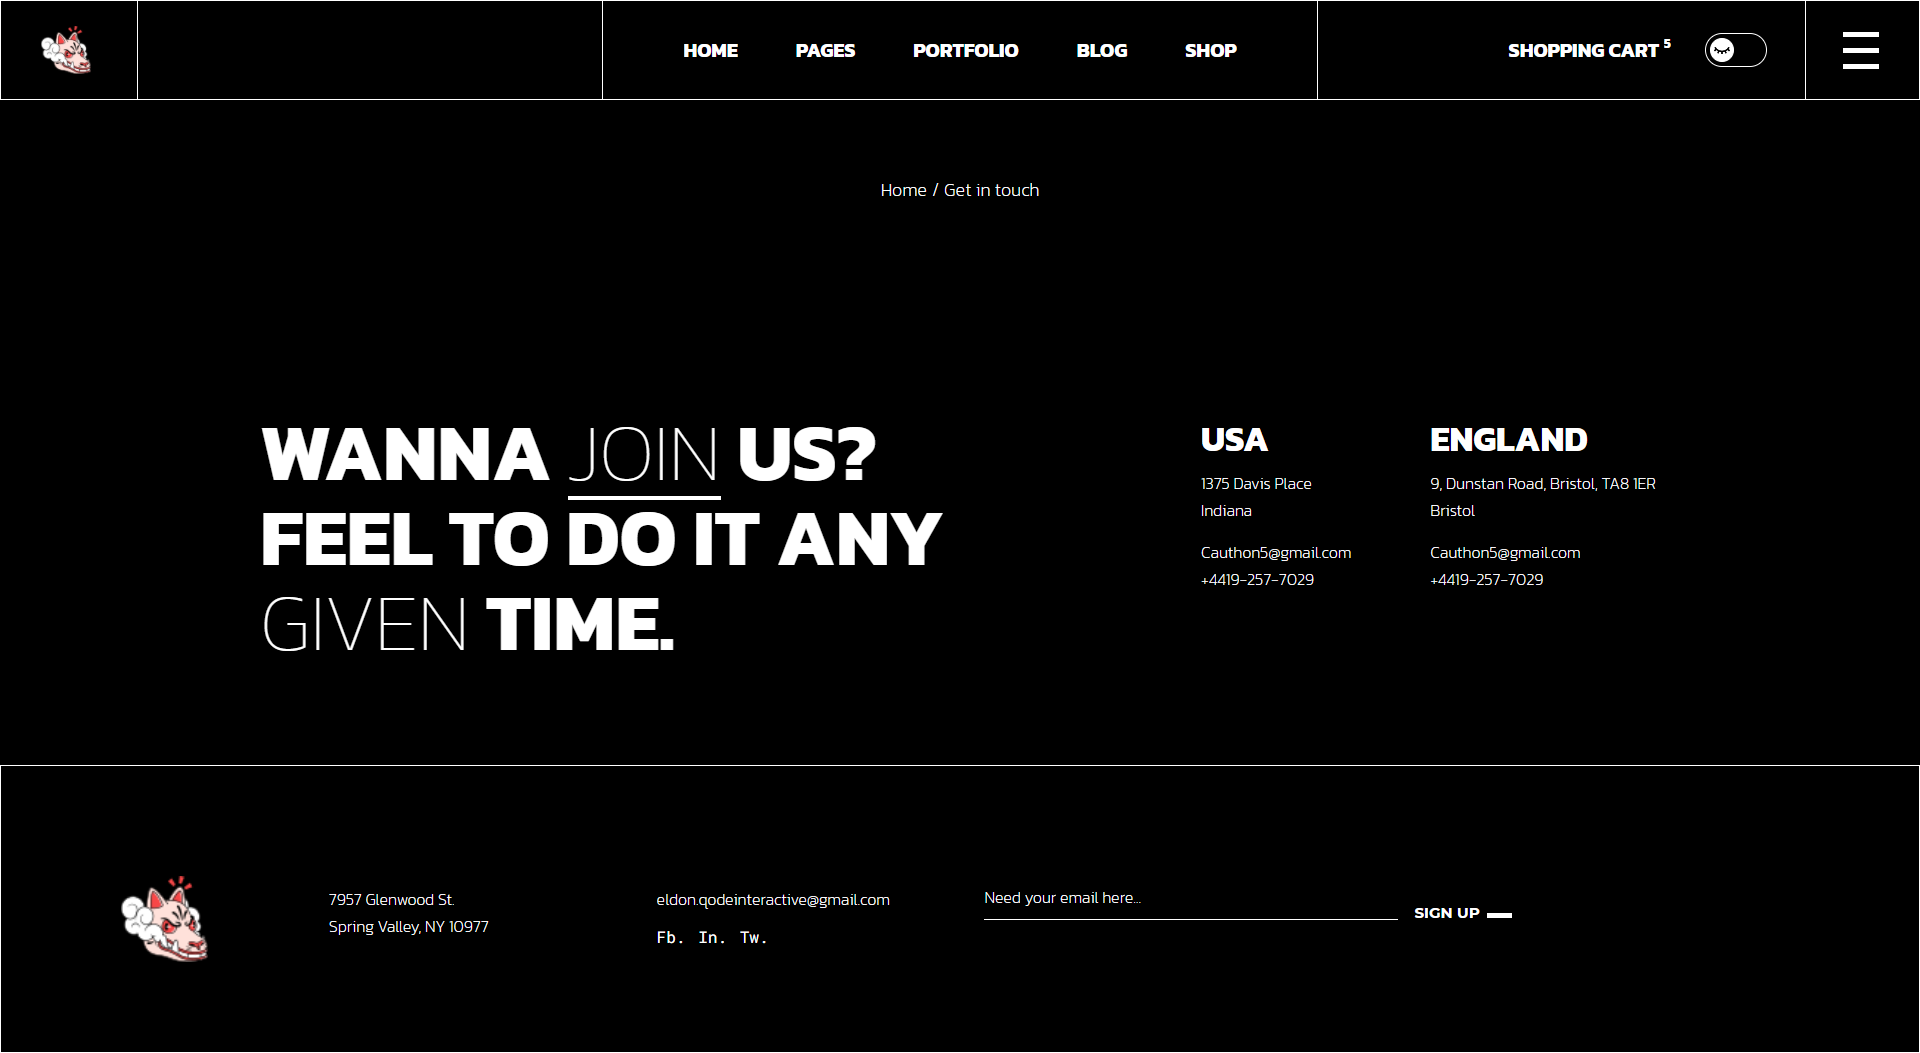 HOME PAGES PORTFOLIO BLOG SHOP SHOPPING CART 5
Home / Get in touch
WANNA JOIN US?
FEEL TO DO IT ANY
GIVEN TIME.
USA
1375 Davis Place
Indiana
Cauthon5@gmail.com
+4419-257-7029
ENGLAND
9, Dunstan Road, Bristol, TA8 1ER
Bristol
Cauthon5@gmail.com
+4419-257-7029
7957 Glenwood St.
Spring Valley, NY 10977
eldon.qodeinteractive@gmail.com
Fb. In. Tw.
Need your email here...
SIGN UP